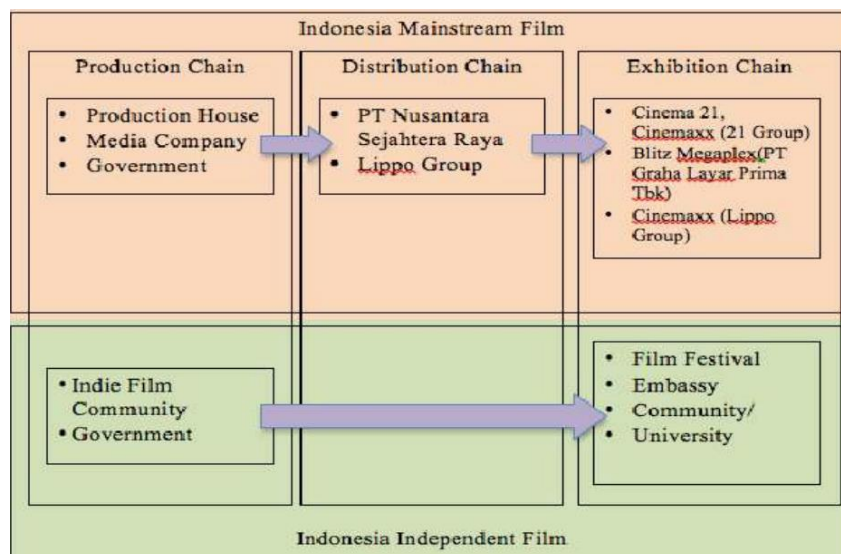 Indonesia Mainstream Film
Production Chain
• Production House
• Media Company
• Government
Distribution Chain
• PT Nusantara
Sejahtera Raya
• Lippo Group
Exhibition Chain
• Cinema 21,
Cinemaxx (21 Group)
• Blitz Megaplex(PT
Graha Layar Prima
Tbk)
• Cinemaxx (Lippo
Group)
• Indie Film
Community
• Government
• Film Festival
• Embassy
• Community/
• University
Indonesia Independent Film